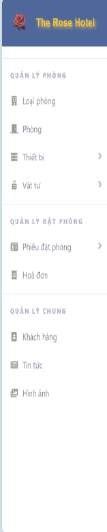 The Rose Hotel
QUẢN LÝ PHÒNG
Loại phòng
Phòng
Thiết bị
Vật tư
QUẢN LÝ ĐẶT PHÒNG
Phiếu đặt phòng
Hoá đơn
QUẢN LÝ CHUNG
Khách hàng
Tin tức
Hình ảnh